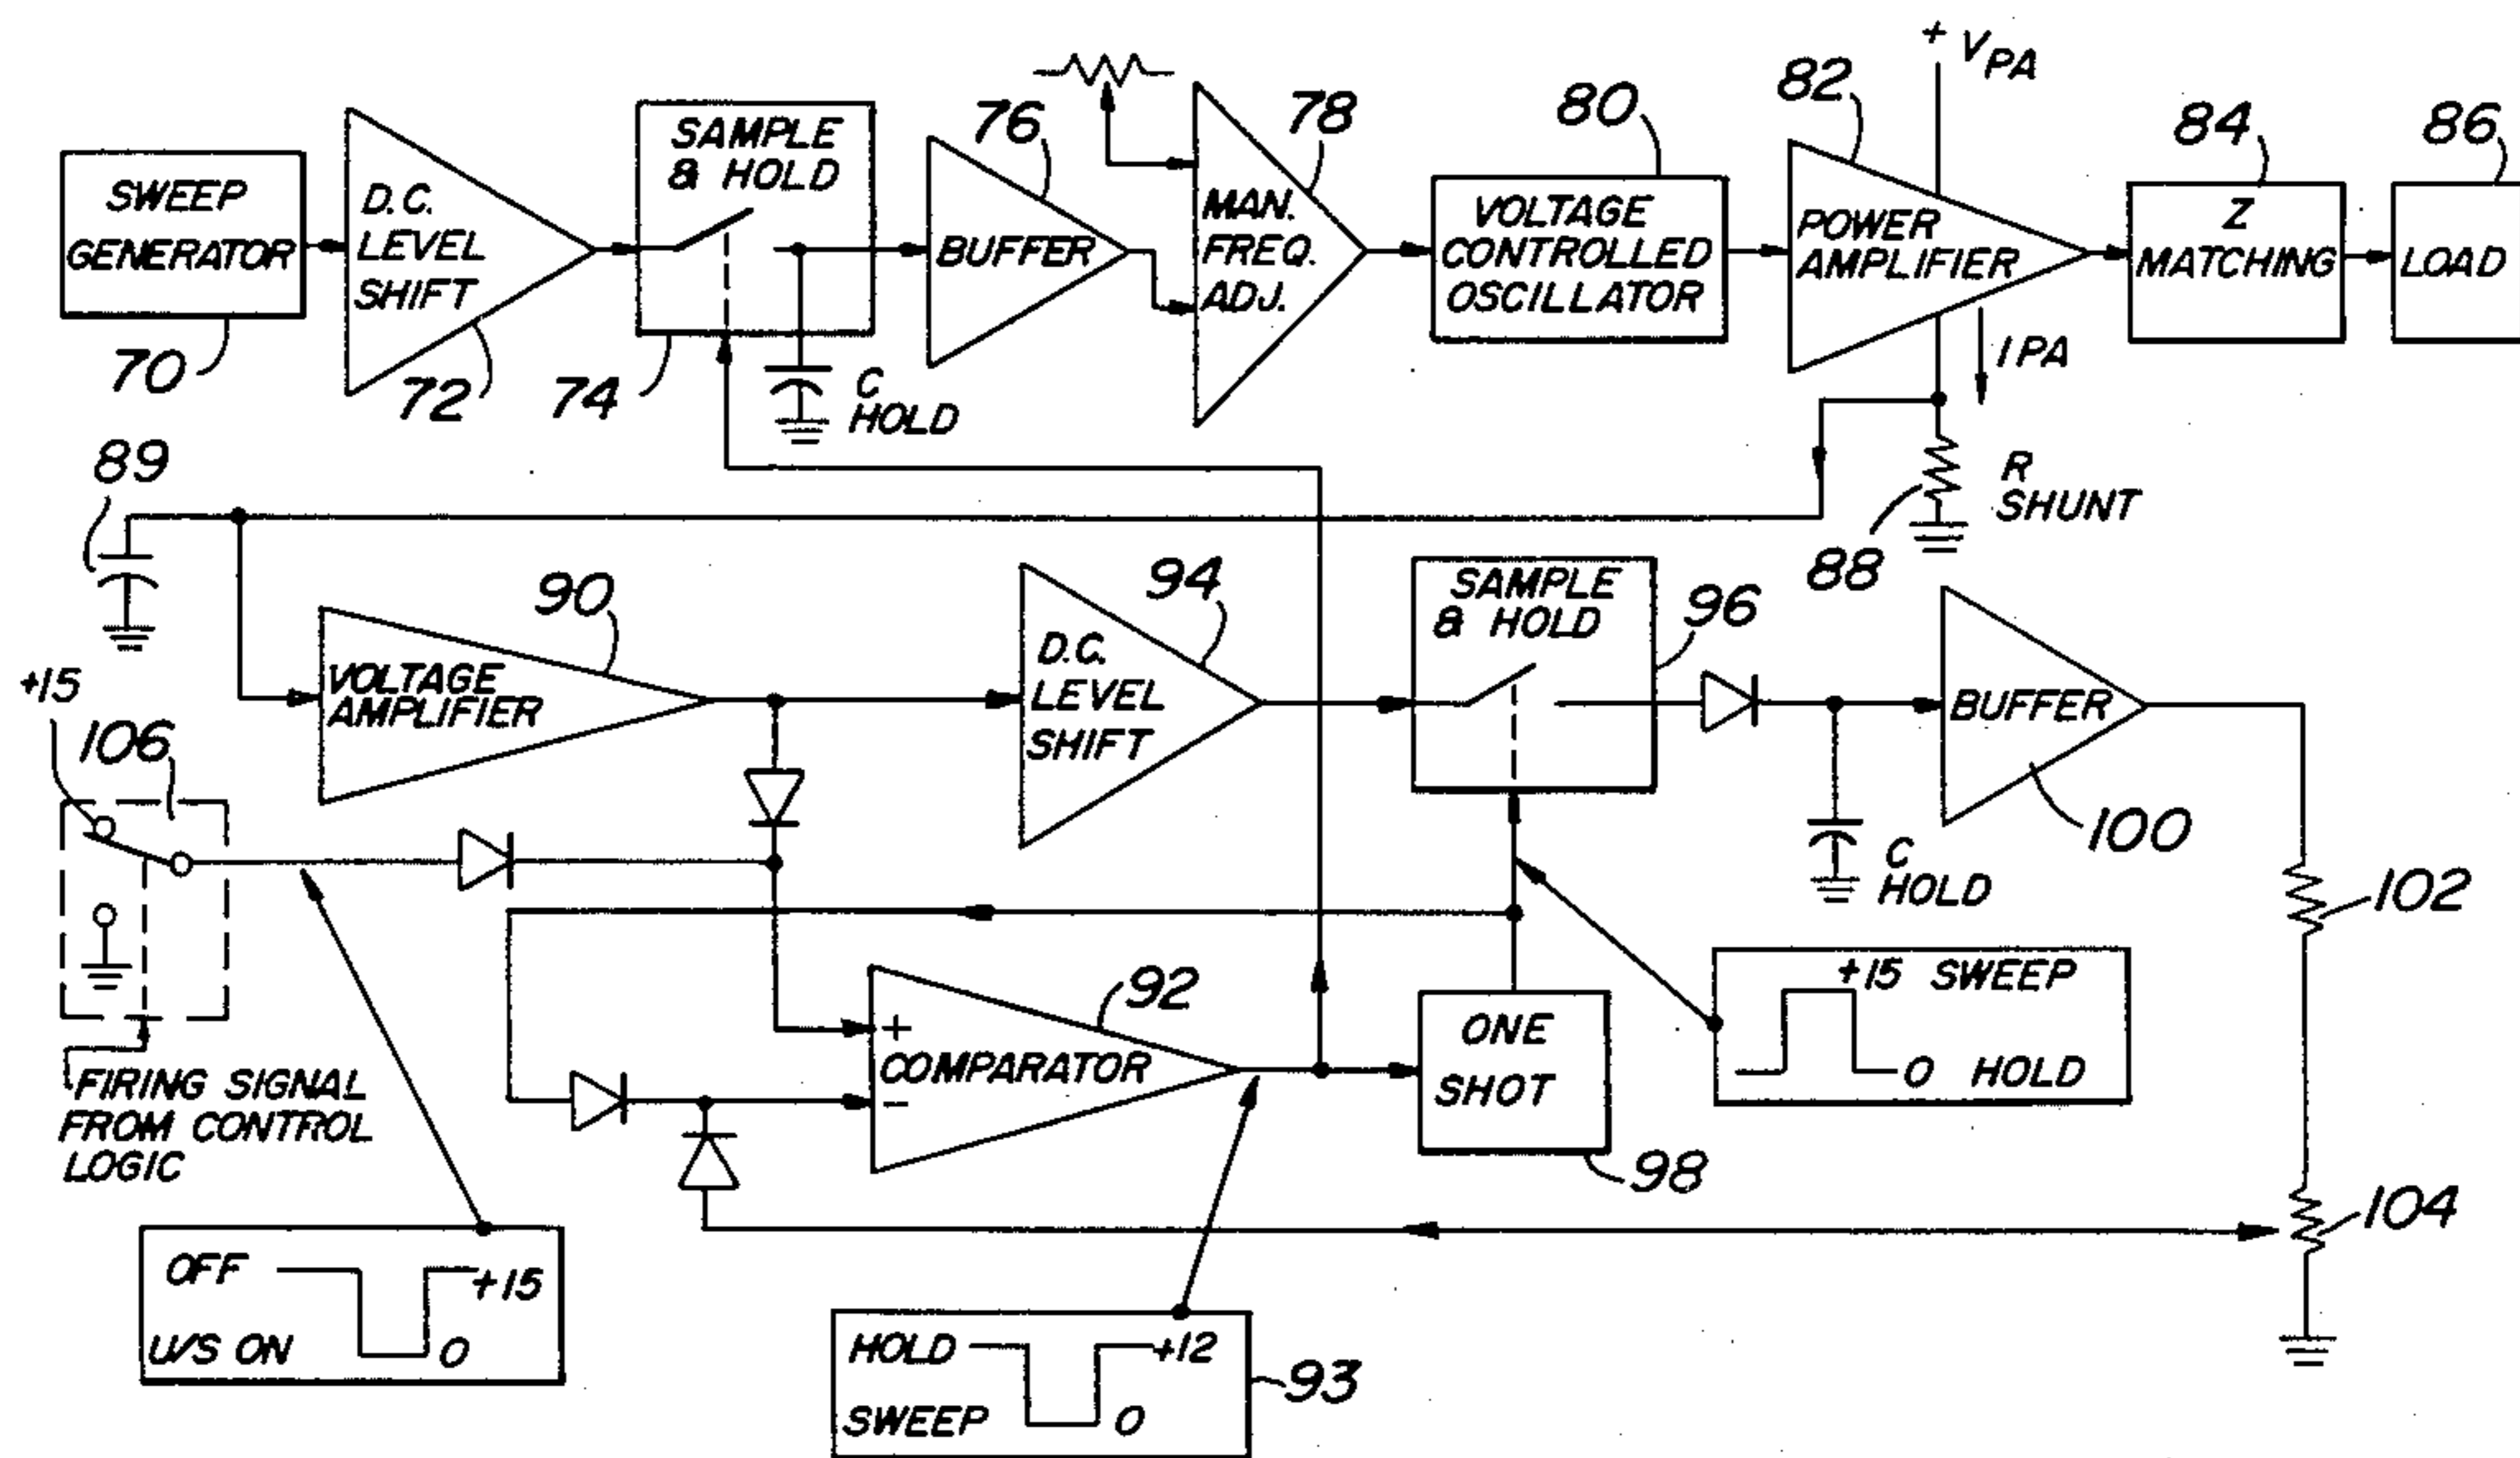 SWEEP
GENERATOR
70
D.C.
LEVEL
SHIFT
72
SAMPLE
& HOLD
74
C
HOLD
76
BUFFER
78
MAN.
FREQ.
ADJ.
80
VOLTAGE
CONTROLLED
OSCILLATOR
82
POWER
AMPLIFIER
+ VPA
IPA
84
Z
MATCHING
86
LOAD
R
SHUNT
88
89
90
VOLTAGE
AMPLIFIER
94
D.C.
LEVEL
SHIFT
SAMPLE
& HOLD
96
C
HOLD
BUFFER
100
102
104
+15
106
FIRING SIGNAL
FROM CONTROL
LOGIC
92
+
COMPARATOR
-
ONE
SHOT
98
+15 SWEEP
0 HOLD
OFF +15
U/S ON 0
HOLD +12
SWEEP 0
93